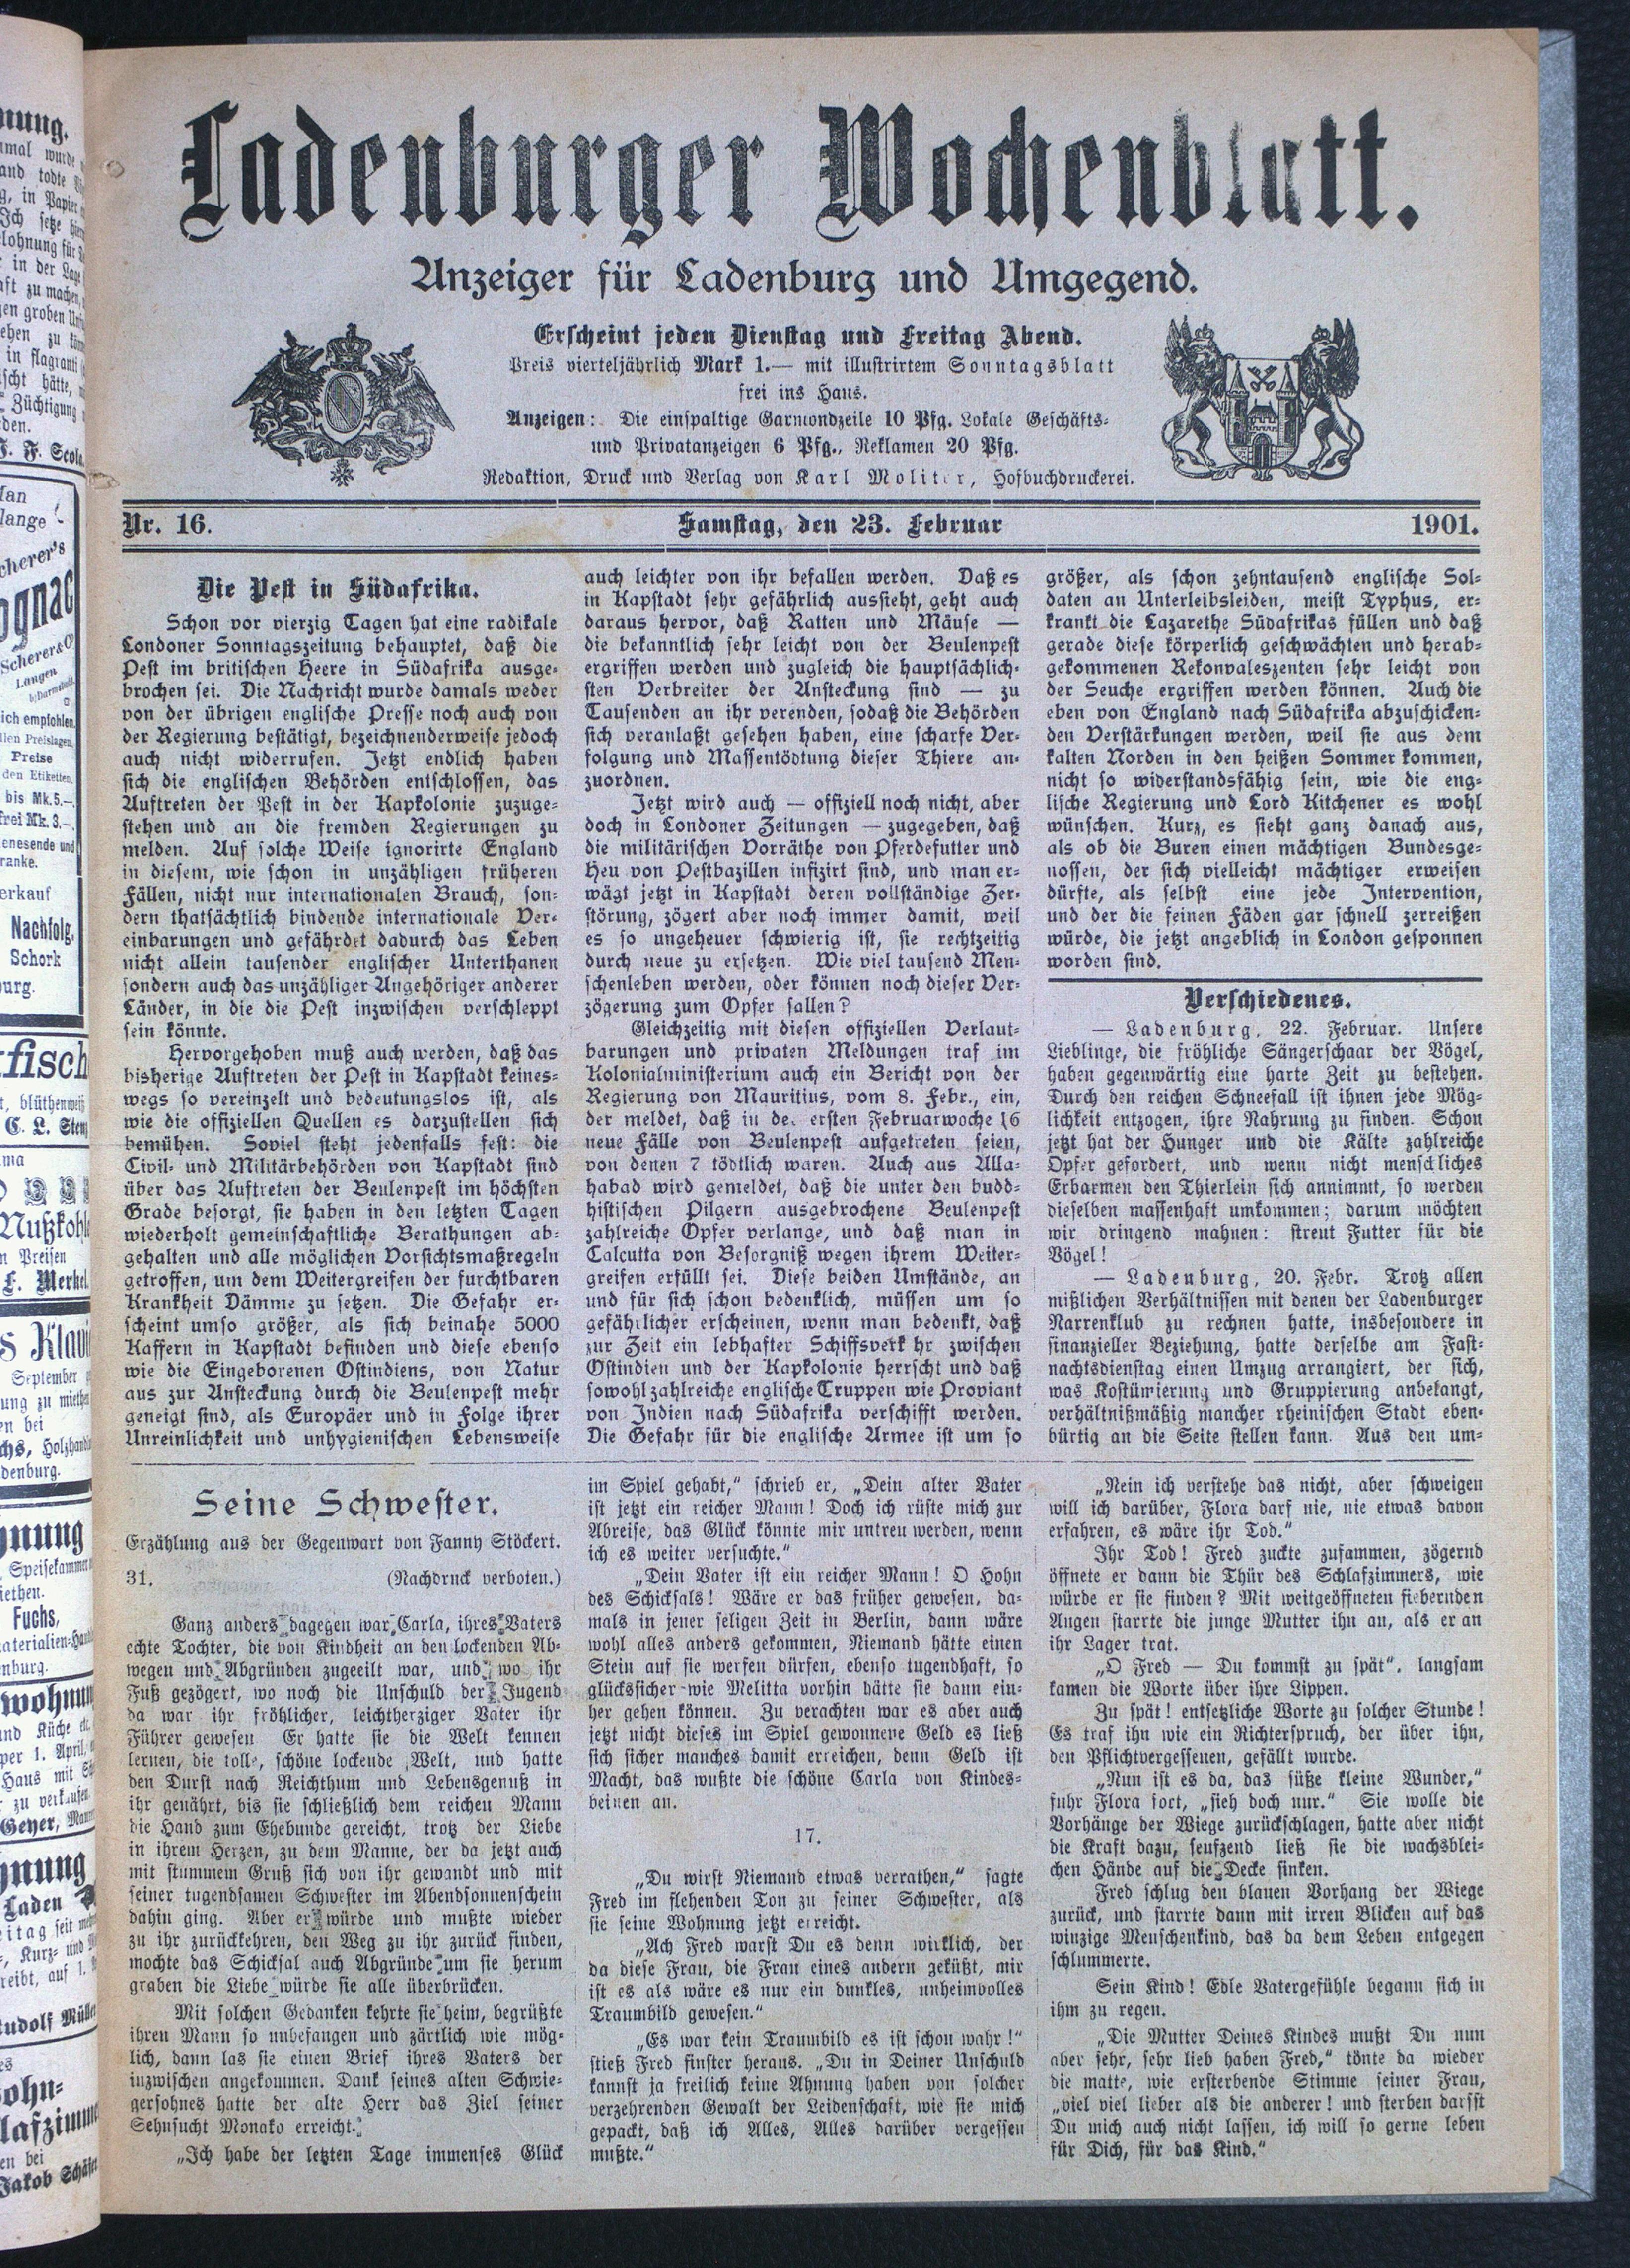 Ladenburger Wochenblatt.
Anzeiger für Ladenburg und Umgegend.
Erscheint jeden Dienstag und Freitag Abend.
Preis vierteljährlich Mark 1.— mit illustrirtem Sonntagsblatt
frei ins Haus.
Anzeigen: Die einspaltige Garmondzeile 10 Pfg. Lokale Geschäfts-
und Privatanzeigen 6 Pfg., Reklamen 20 Pfg.
Redaktion, Druck und Verlag von Karl Molitor, Hofbuchdruckerei.
Nr. 16. Samstag, den 23. Februar 1901.
Die Pest in Südafrika.
Schon vor vierzig Tagen hat eine radikale
Londoner Sonntagszeitung behauptet, daß die
Pest im britischen Heere in Südafrika ausge-
brochen sei. Die Nachricht wurde damals weder
von der übrigen englische Presse noch auch von
der Regierung bestätigt, bezeichnenderweise jedoch
auch nicht widerrufen. Jetzt endlich haben
sich die englischen Behörden entschlossen, das
Auftreten der Pest in der Kapkolonie zuzuge-
stehen und an die fremden Regierungen zu
melden. Auf solche Weise ignorirte England
in diesem, wie schon in unzähligen früheren
Fällen, nicht nur internationalen Brauch, son-
dern thatsächtlich bindende internationale Ver-
einbarungen und gefährdet dadurch das Leben
nicht allein tausender englischer Unterthanen
sondern auch das unzähliger Angehöriger anderer
Länder, in die die Pest inzwischen verschleppt
sein könnte.
Hervorgehoben muß auch werden, daß das
bisherige Auftreten der Pest in Kapstadt keines-
wegs so vereinzelt und bedeutungslos ist, als
wie die offiziellen Quellen es darzustellen sich
bemühen. Soviel steht jedenfalls fest: die
Civil- und Militärbehörden von Kapstadt sind
über das Auftreten der Beulenpest im höchsten
Grade besorgt, sie haben in den letzten Tagen
wiederholt gemeinschaftliche Berathungen ab-
gehalten und alle möglichen Vorsichtsmaßregeln
getroffen, um dem Weitergreifen der furchtbaren
Krankheit Dämme zu setzen. Die Gefahr er-
scheint umso größer, als sich beinahe 5000
Kaffern in Kapstadt befinden und diese ebenso
wie die Eingeborenen Ostindiens, von Natur
aus zur Ansteckung durch die Beulenpest mehr
geneigt sind, als Europäer und in Folge ihrer
Unreinlichkeit und unhygienischen Lebensweise
auch leichter von ihr befallen werden. Daß es
in Kapstadt sehr gefährlich aussieht, geht auch
daraus hervor, daß Ratten und Mäuse —
die bekanntlich sehr leicht von der Beulenpest
ergriffen werden und zugleich die hauptsächlich-
sten Verbreiter der Ansteckung sind — zu
Tausenden an ihr verenden, sodaß die Behörden
sich veranlaßt gesehen haben, eine scharfe Ver-
folgung und Massentödtung dieser Thiere an-
zuordnen.
Jetzt wird auch — offiziell noch nicht, aber
doch in Londoner Zeitungen — zugegeben, daß
die militärischen Vorräthe von Pferdefutter und
Heu von Pestbazillen infizirt sind, und man er-
wägt jetzt in Kapstadt deren vollständige Zer-
störung, zögert aber noch immer damit, weil
es so ungeheuer schwierig ist, sie rechtzeitig
durch neue zu ersetzen. Wie viel tausend Men-
schenleben werden, oder können noch dieser Ver-
zögerung zum Opfer fallen?
Gleichzeitig mit diesen offiziellen Verlaut-
barungen und privaten Meldungen traf im
Kolonialministerium auch ein Bericht von der
Regierung von Mauritius, vom 8. Febr., ein,
der meldet, daß in der ersten Februarwoche 16
neue Fälle von Beulenpest aufgetreten seien,
von denen 7 tödtlich waren. Auch aus Alla-
habad wird gemeldet, daß die unter den budd-
histischen Pilgern ausgebrochene Beulenpest
zahlreiche Opfer verlange, und daß man in
Calcutta von Besorgniß wegen ihrem Weiter-
greifen erfüllt sei. Diese beiden Umstände, an
und für sich schon bedenklich, müssen um so
gefährlicher erscheinen, wenn man bedenkt, daß
zur Zeit ein lebhafter Schiffsverkehr zwischen
Ostindien und der Kapkolonie herrscht und daß
sowohl zahlreiche englische Truppen wie Proviant
von Indien nach Südafrika verschifft werden.
Die Gefahr für die englische Armee ist um so
größer, als schon zehntausend englische Sol-
daten an Unterleibsleiden, meist Typhus, er-
krankt die Lazarethe Südafrikas füllen und daß
gerade diese körperlich geschwächten und herab-
gekommenen Rekonvaleszenten sehr leicht von
der Seuche ergriffen werden können. Auch die
eben von England nach Südafrika abzuschicken-
den Verstärkungen werden, weil sie aus dem
kalten Norden in den heißen Sommer kommen,
nicht so widerstandsfähig sein, wie die eng-
lische Regierung und Lord Kitchener es wohl
wünschen. Kurz, es sieht ganz danach aus,
als ob die Buren einen mächtigen Bundesge-
nossen, der sich vielleicht mächtiger erweisen
dürfte, als selbst eine jede Intervention,
und der die feinen Fäden gar schnell zerreißen
würde, die jetzt angeblich in London gesponnen
worden sind.
Verschiedenes.
— Ladenburg, 22. Februar. Unsere
Lieblinge, die fröhliche Sängerschaar der Vögel,
haben gegenwärtig eine harte Zeit zu bestehen.
Durch den reichen Schneefall ist ihnen jede Mög-
lichkeit entzogen, ihre Nahrung zu finden. Schon
jetzt hat der Hunger und die Kälte zahlreiche
Opfer gefordert, und wenn nicht menschliches
Erbarmen den Thierlein sich annimmt, so werden
dieselben massenhaft umkommen; darum möchten
wir dringend mahnen: streut Futter für die
Vögel!
— Ladenburg, 20. Febr. Trotz allen
mißlichen Verhältnissen mit denen der Ladenburger
Narrenklub zu rechnen hatte, insbesondere in
finanzieller Beziehung, hatte derselbe am Fast-
nachtsdienstag einen Umzug arrangiert, der sich,
was Kostümierung und Gruppierung anbelangt,
verhältnißmäßig mancher rheinischen Stadt eben-
bürtig an die Seite stellen kann. Aus den um-
Seine Schwester.
Erzählung aus der Gegenwart von Fanny Stöckert.
31. (Nachdruck verboten.)
Ganz anders dagegen war Carla, ihres Vaters
echte Tochter, die von Kindheit an den lockenden Ab-
wegen und Abgründen zugeeilt war, und wo ihr
Fuß gezögert, wo noch die Unschuld der Jugend
da war ihr fröhlicher, leichtherziger Vater ihr
Führer gewesen Er hatte sie die Welt kennen
lernen, die tolle, schöne lockende Welt, und hatte
den Durst nach Reichthum und Lebensgenuß in
ihr genährt, bis sie schließlich dem reichen Mann
die Hand zum Ehebunde gereicht, trotz der Liebe
in ihrem Herzen, zu dem Manne, der da jetzt auch
mit stummem Gruß sich von ihr gewandt und mit
seiner tugendsamen Schwester im Abendsonnenschein
dahin ging. Aber er würde und mußte wieder
zu ihr zurückkehren, den Weg zu ihr zurück finden,
mochte das Schicksal auch Abgründe um sie herum
graben die Liebe würde sie alle überbrücken.
Mit solchen Gedanken kehrte sie heim, begrüßte
ihren Mann so unbefangen und zärtlich wie mög-
lich, dann las sie einen Brief ihres Vaters der
inzwischen angekommen. Dank seines alten Schwie-
gersohnes hatte der alte Herr das Ziel seiner
Sehnsucht Monako erreicht.
„Ich habe der letzten Tage immenses Glück
im Spiel gehabt,“ schrieb er, „Dein alter Vater
ist jetzt ein reicher Mann! Doch ich rüste mich zur
Abreise, das Glück könnte mir untreu werden, wenn
ich es weiter versuchte.“
„Dein Vater ist ein reicher Mann! O Hohn
des Schicksals! Wäre er das früher gewesen, da-
mals in jener seligen Zeit in Berlin, dann wäre
wohl alles anders gekommen, Niemand hätte einen
Stein auf sie werfen dürfen, ebenso tugendhaft, so
glückssicher wie Melitta vorhin hätte sie dann ein-
her gehen können. Zu verachten war es aber auch
jetzt nicht dieses im Spiel gewonnene Geld es ließ
sich sicher manches damit erreichen, denn Geld ist
Macht, das wußte die schöne Carla von Kindes-
beinen an.
17.
„Du wirst Niemand etwas verrathen,“ sagte
Fred im flehenden Ton zu seiner Schwester, als
sie seine Wohnung jetzt erreicht.
„Ach Fred warst Du es denn wirklich, der
da diese Frau, die Frau eines andern geküßt, mir
ist es als wäre es nur ein dunkles, unheimvolles
Traumbild gewesen.“
„Es war kein Traumbild es ist schon wahr!“
stieß Fred finster heraus. „Du in Deiner Unschuld
kannst ja freilich keine Ahnung haben von solcher
verzehrenden Gewalt der Leidenschaft, wie sie mich
gepackt, daß ich Alles, Alles darüber vergessen
mußte.“
„Nein ich verstehe das nicht, aber schweigen
will ich darüber, Flora darf nie, nie etwas davon
erfahren, es wäre ihr Tod.“
Ihr Tod! Fred zuckte zusammen, zögernd
öffnete er dann die Thür des Schlafzimmers, wie
würde er sie finden? Mit weitgeöffneten fiebernden
Augen starrte die junge Mutter ihn an, als er an
ihr Lager trat.
„O Fred — Du kommst zu spät“. langsam
kamen die Worte über ihre Lippen.
Zu spät! entsetzliche Worte zu solcher Stunde!
Es traf ihn wie ein Richterspruch, der über ihn,
den Pflichtvergessenen, gefällt wurde.
„Nun ist es da, das süße kleine Wunder,“
fuhr Flora fort, „sieh doch nur.“ Sie wolle die
Vorhänge der Wiege zurückschlagen, hatte aber nicht
die Kraft dazu, seufzend ließ sie die wachsblei-
chen Hände auf die Decke sinken.
Fred schlug den blauen Vorhang der Wiege
zurück, und starrte dann mit irren Blicken auf das
winzige Menschenkind, das da dem Leben entgegen
schlummerte.
Sein Kind! Edle Vatergefühle begann sich in
ihm zu regen.
„Die Mutter Deines Kindes mußt Du nun
aber sehr, sehr lieb haben Fred,“ tönte da wieder
die matte, wie ersterbende Stimme seiner Frau,
„viel viel lieber als die anderer! und sterben darfst
Du mich auch nicht lassen, ich will so gerne leben
für Dich, für das Kind.“